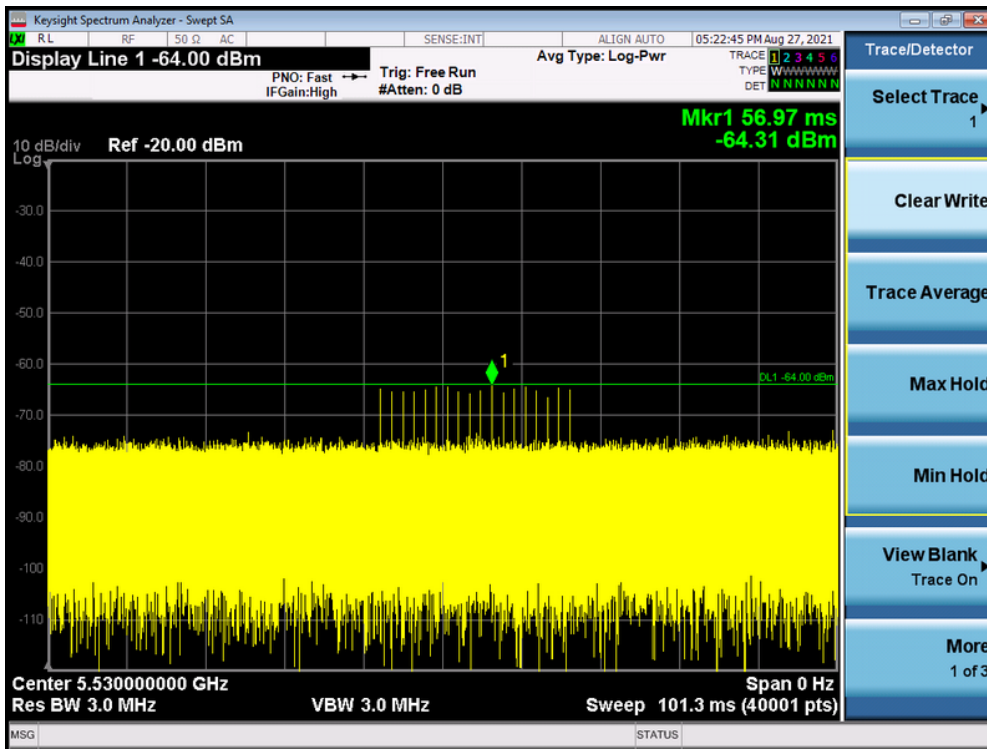 Keysight Spectrum Analyzer - Swept SA
LXI RL RF 50 Ω AC SENSE:INT ALIGN AUTO 05:22:45 PM Aug 27, 2021
Display Line 1 -64.00 dBm
PNO: Fast
IFGain:High
Trig: Free Run
#Atten: 0 dB
Avg Type: Log-Pwr
TRACE 1 2 3 4 5 6
TYPE WWWWWW
DET N N N N N N
Mkr1 56.97 ms
-64.31 dBm
10 dB/div Ref -20.00 dBm
Log
-30.0
-40.0
-50.0
-60.0
-70.0
-80.0
-90.0
-100
-110
1
DL1 -64.00 dBm
Center 5.530000000 GHz Span 0 Hz
Res BW 3.0 MHz VBW 3.0 MHz Sweep 101.3 ms (40001 pts)
MSG STATUS
Trace/Detector
Select Trace
1
Clear Write
Trace Average
Max Hold
Min Hold
View Blank
Trace On
More
1 of 3